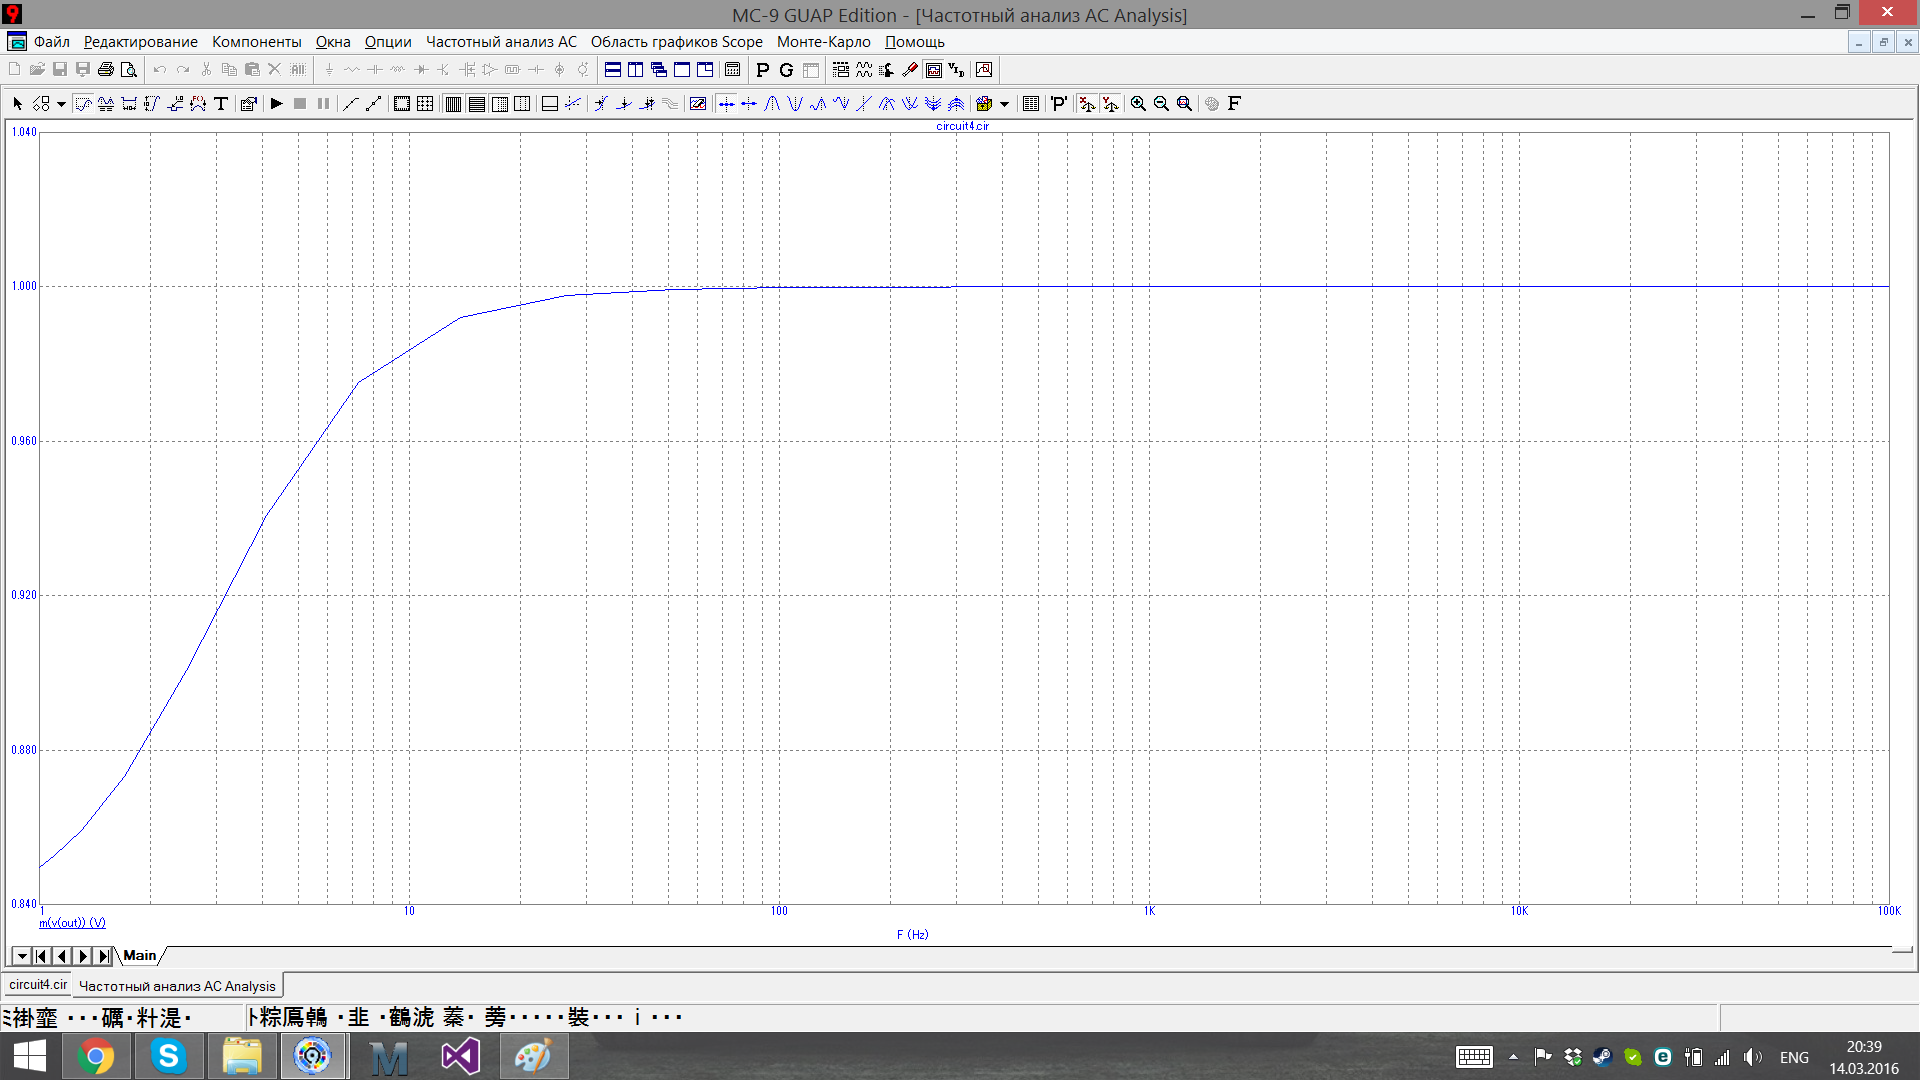 MC-9 GUAP Edition - [Частотный анализ AC Analysis]
Файл Редактирование Компоненты Окна Опции Частотный анализ AC Область графиков Scope Монте-Карло Помощь
circuit4.cir
1.040
1.000
0.960
0.920
0.880
0.840
1 10 100 1K 10K 100K
m(v(out)) (V)
F (Hz)
Main
circuit4.cir Частотный анализ AC Analysis
20:39
ENG
14.03.2016